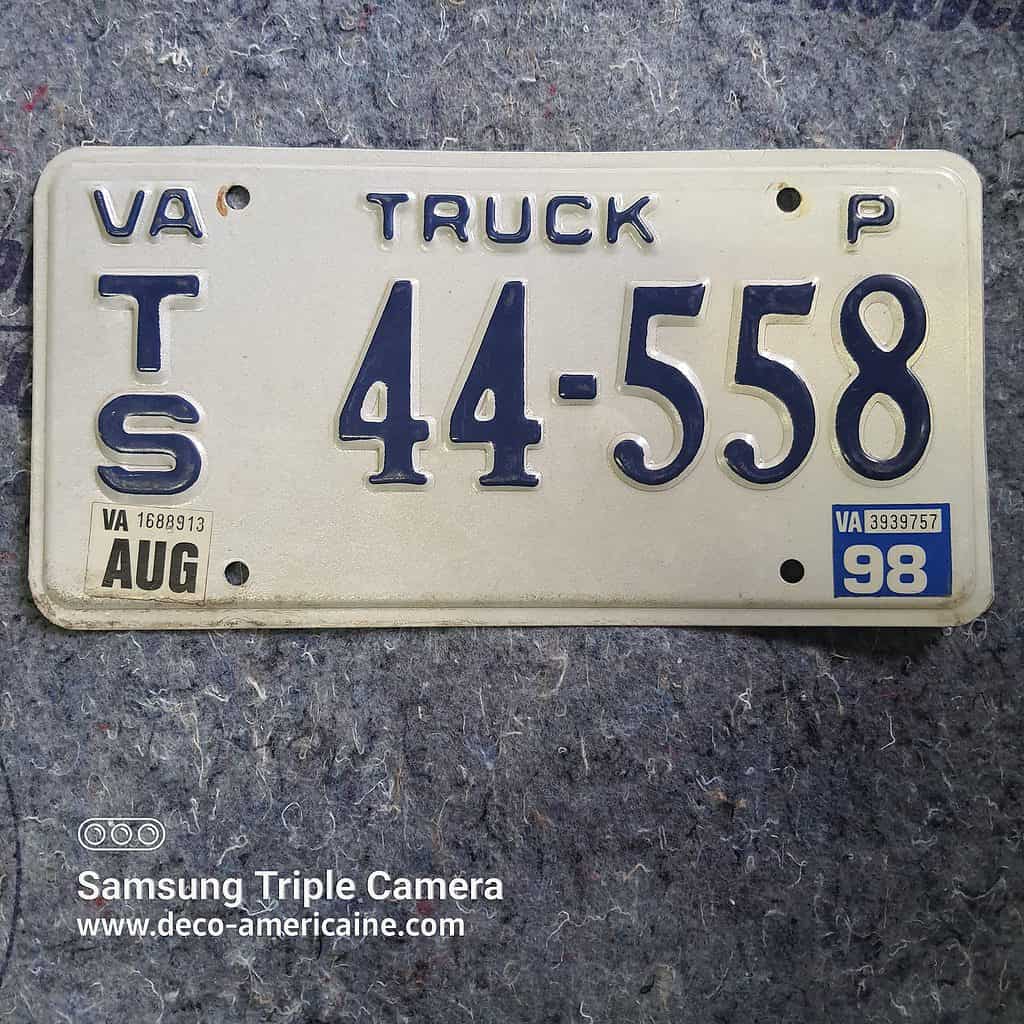 VA TRUCK P
T
S
44-558
VA 1688913
AUG
VA 3939757
98
Samsung Triple Camera
www.deco-americaine.com